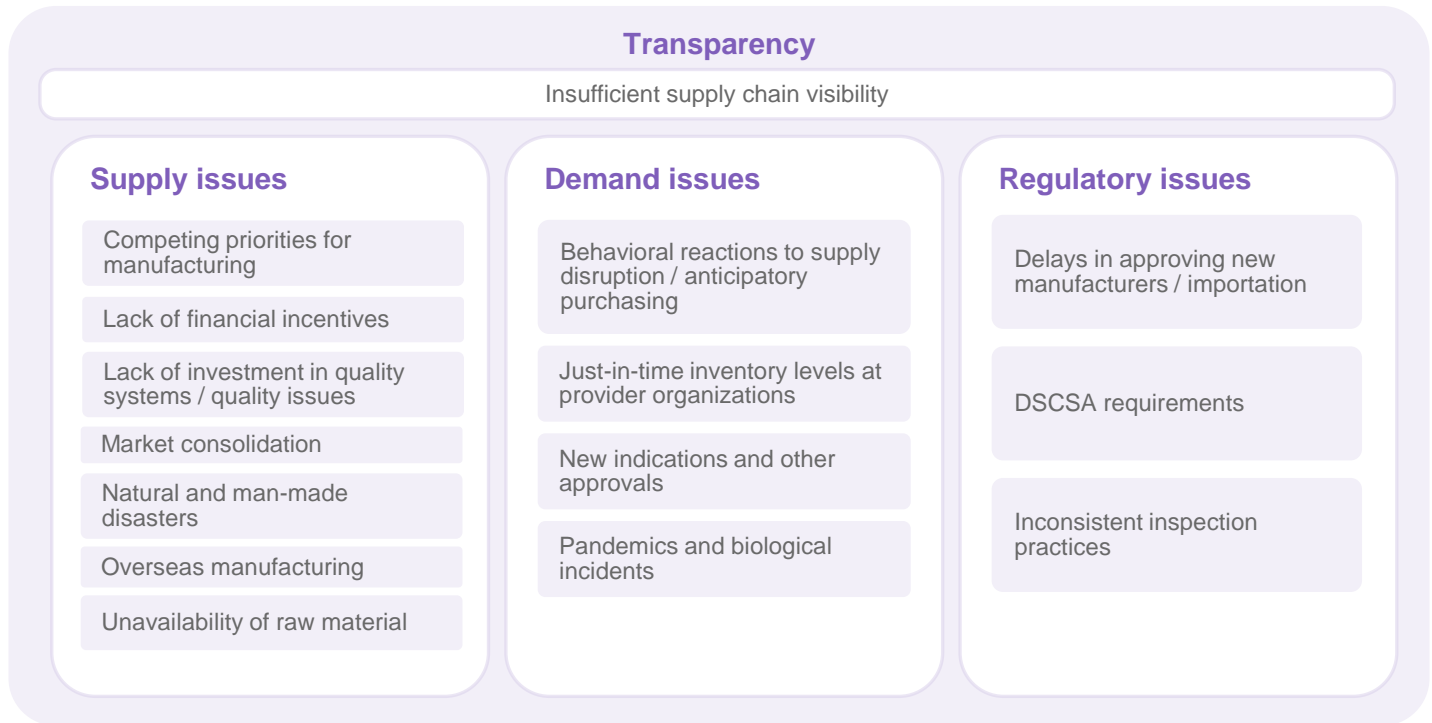 Transparency
Insufficient supply chain visibility
Supply issues
Competing priorities for
manufacturing
Lack of financial incentives
Lack of investment in quality
systems / quality issues
Market consolidation
Natural and man-made
disasters
Overseas manufacturing
Unavailability of raw material
Demand issues
Behavioral reactions to supply
disruption / anticipatory
purchasing
Just-in-time inventory levels at
provider organizations
New indications and other
approvals
Pandemics and biological
incidents
Regulatory issues
Delays in approving new
manufacturers / importation
DSCSA requirements
Inconsistent inspection
practices